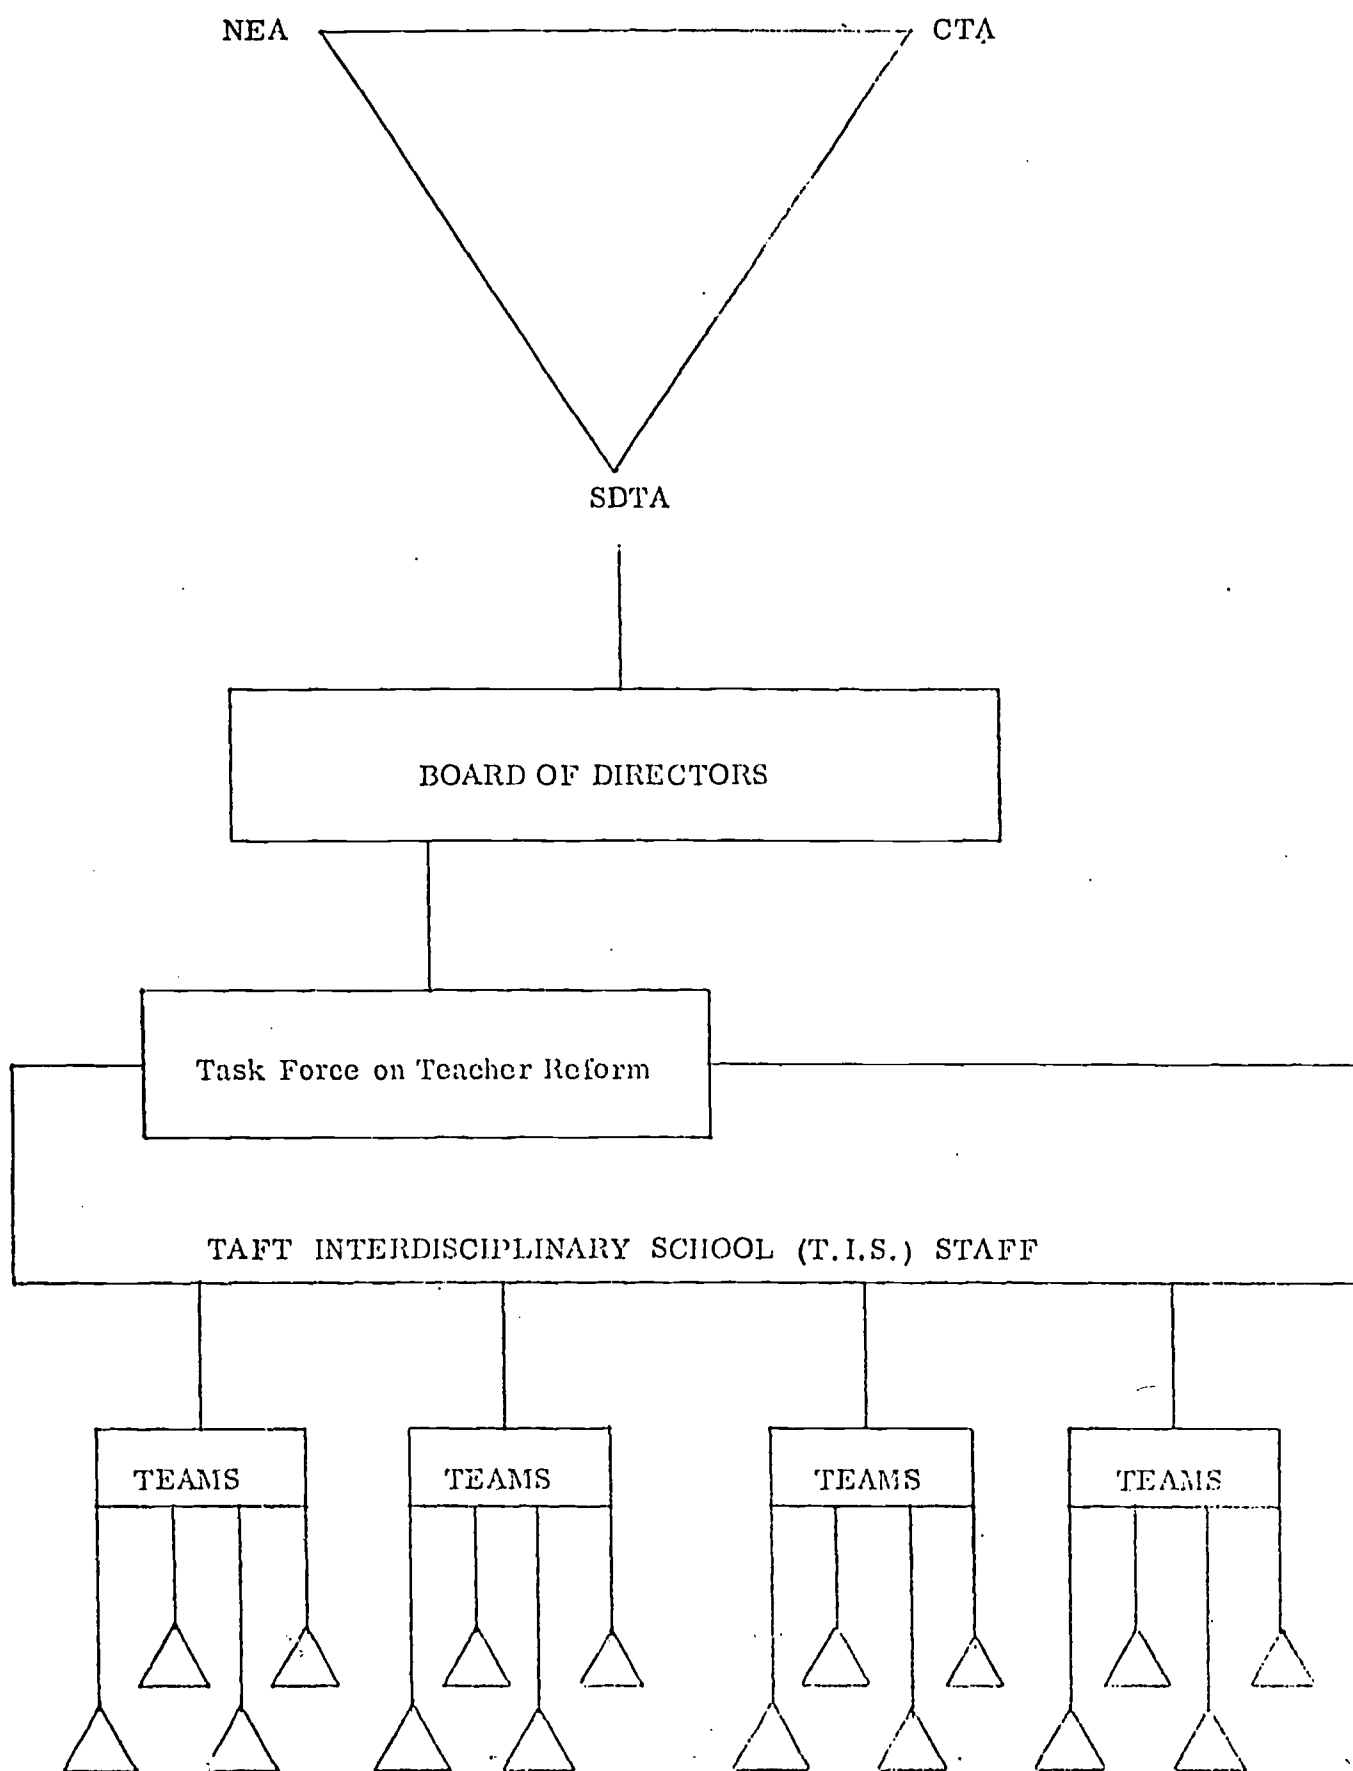 NEA CTA
SDTA
BOARD OF DIRECTORS
Task Force on Teacher Reform
TAFT INTERDISCIPLINARY SCHOOL (T.I.S.) STAFF
TEAMS TEAMS TEAMS TEAMS